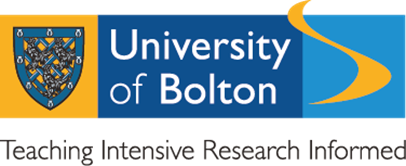 University
of Bolton
Teaching Intensive Research Informed